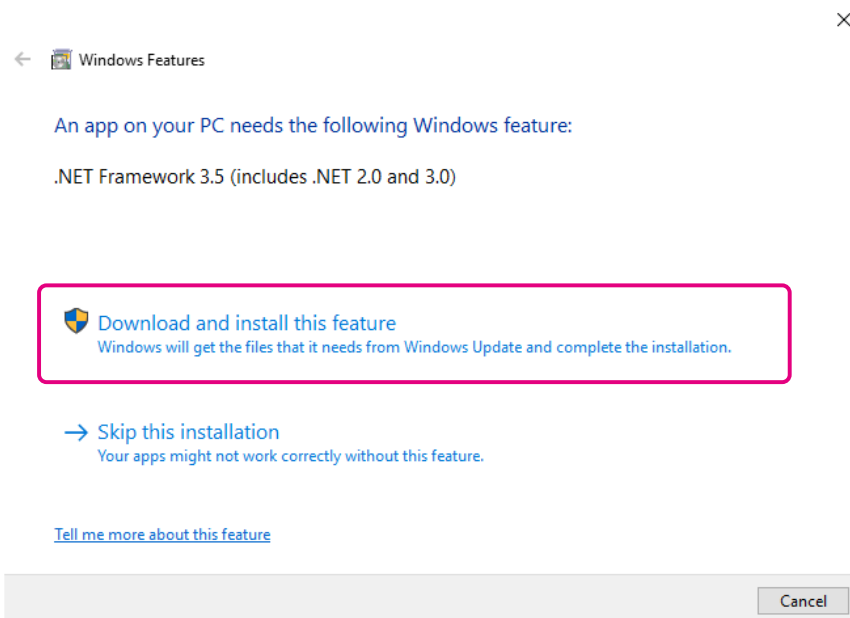 Windows Features
An app on your PC needs the following Windows feature:
.NET Framework 3.5 (includes .NET 2.0 and 3.0)
Download and install this feature
Windows will get the files that it needs from Windows Update and complete the installation.
Skip this installation
Your apps might not work correctly without this feature.
Tell me more about this feature
Cancel